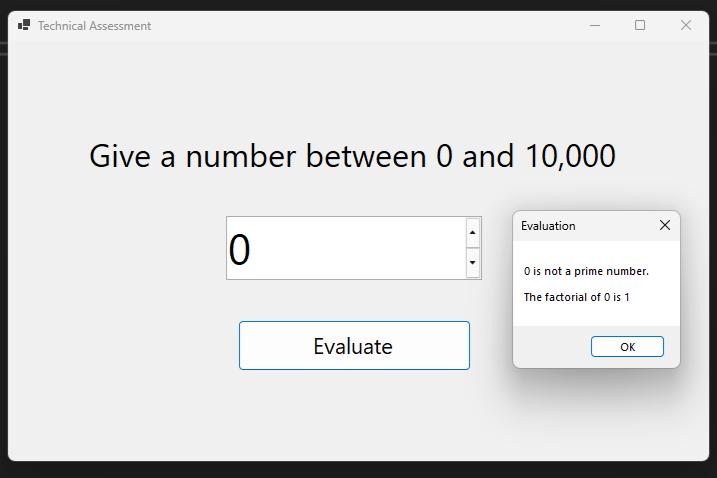 Technical Assessment
Give a number between 0 and 10,000
0
Evaluate
Evaluation
0 is not a prime number.
The factorial of 0 is 1
OK